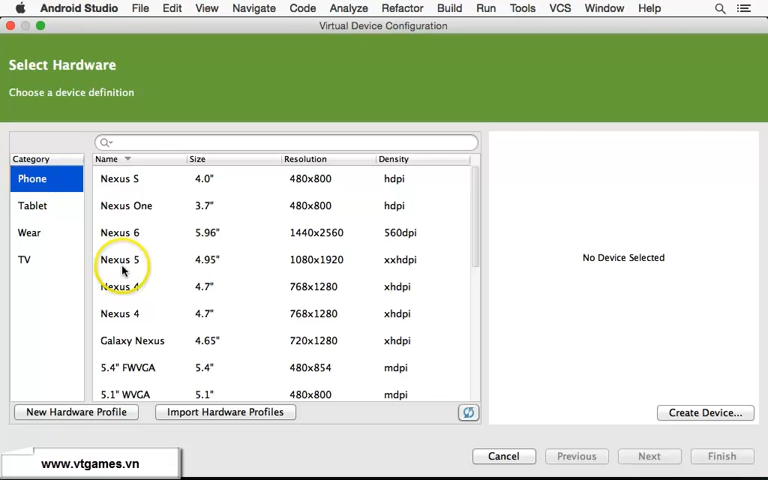 Android Studio File Edit View Navigate Code Analyze Refactor Build Run Tools VCS Window Help
Virtual Device Configuration
Select Hardware
Choose a device definition
Category Name Size Resolution Density
Phone Nexus S 4.0" 480x800 hdpi
Tablet Nexus One 3.7" 480x800 hdpi
Wear Nexus 6 5.96" 1440x2560 560dpi
TV Nexus 5 4.95" 1080x1920 xxhdpi
Nexus 4 4.7" 768x1280 xhdpi
Nexus 4 4.7" 768x1280 xhdpi
Galaxy Nexus 4.65" 720x1280 xhdpi
5.4" FWVGA 5.4" 480x854 mdpi
5.1" WVGA 5.1" 480x800 mdpi
No Device Selected
New Hardware Profile Import Hardware Profiles Create Device...
Cancel Previous Next Finish
www.vtgames.vn